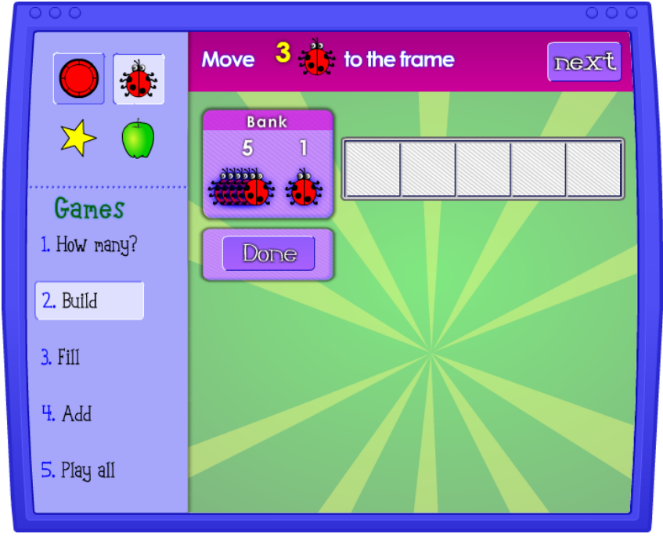 Move 3 to the frame
next
Bank
5 1
Done
Games
1. How many?
2. Build
3. Fill
4. Add
5. Play all